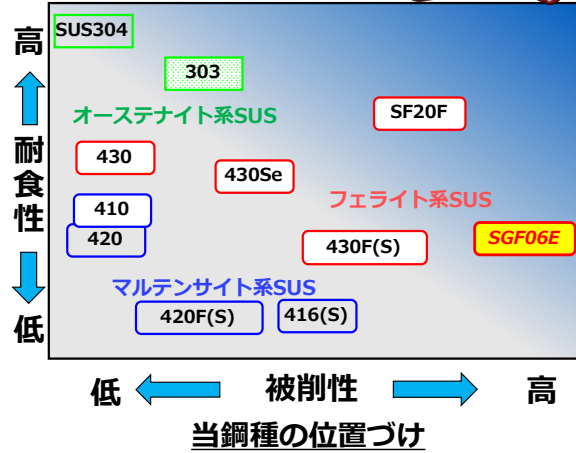 SUS304
高
303
オーステナイト系SUS
SF20F
耐食性
430
430Se
フェライト系SUS
410
420
SGF06E
430F(S)
マルテンサイト系SUS
420F(S)
416(S)
低
低
被削性
高
当鋼種の位置づけ